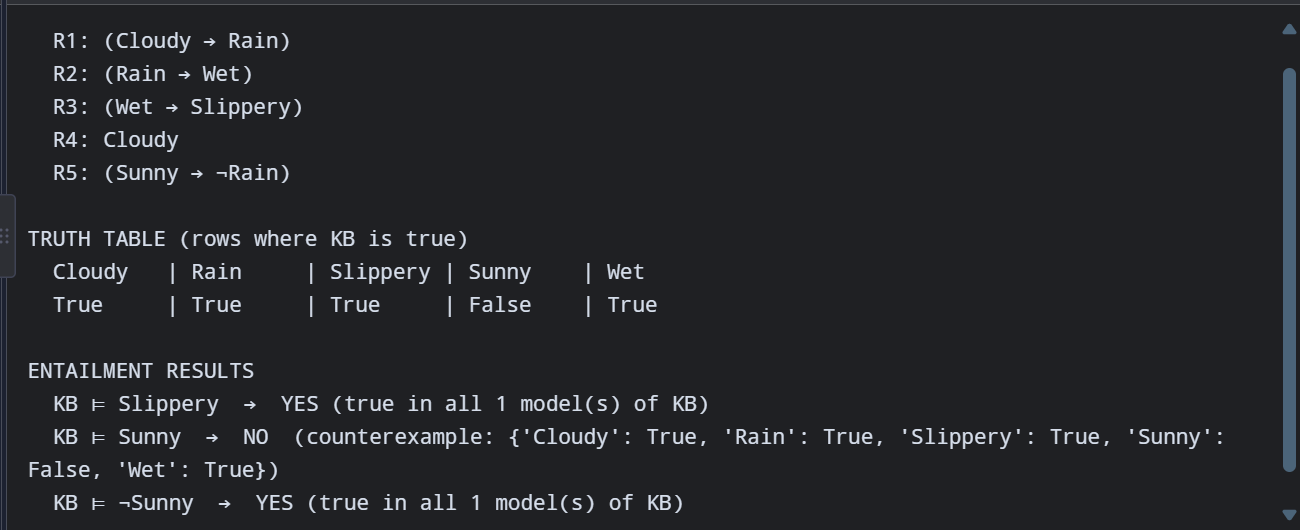 R1: (Cloudy → Rain)
R2: (Rain → Wet)
R3: (Wet → Slippery)
R4: Cloudy
R5: (Sunny → ¬Rain)
TRUTH TABLE (rows where KB is true)
Cloudy | Rain | Slippery | Sunny | Wet
True | True | True | False | True
ENTAILMENT RESULTS
KB ⊨ Slippery → YES (true in all 1 model(s) of KB)
KB ⊨ Sunny → NO (counterexample: {'Cloudy': True, 'Rain': True, 'Slippery': True, 'Sunny':
False, 'Wet': True})
KB ⊨ ¬Sunny → YES (true in all 1 model(s) of KB)